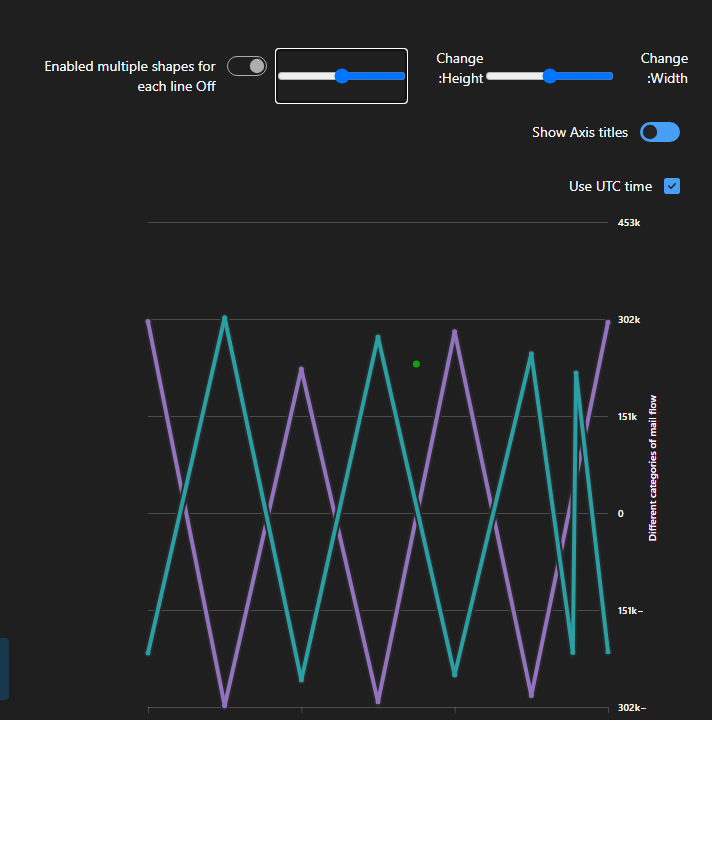 Enabled multiple shapes for
each line Off
Change
:Height
Change
:Width
Show Axis titles
Use UTC time
453k
302k
151k
0
151k−
302k−
Different categories of mail flow